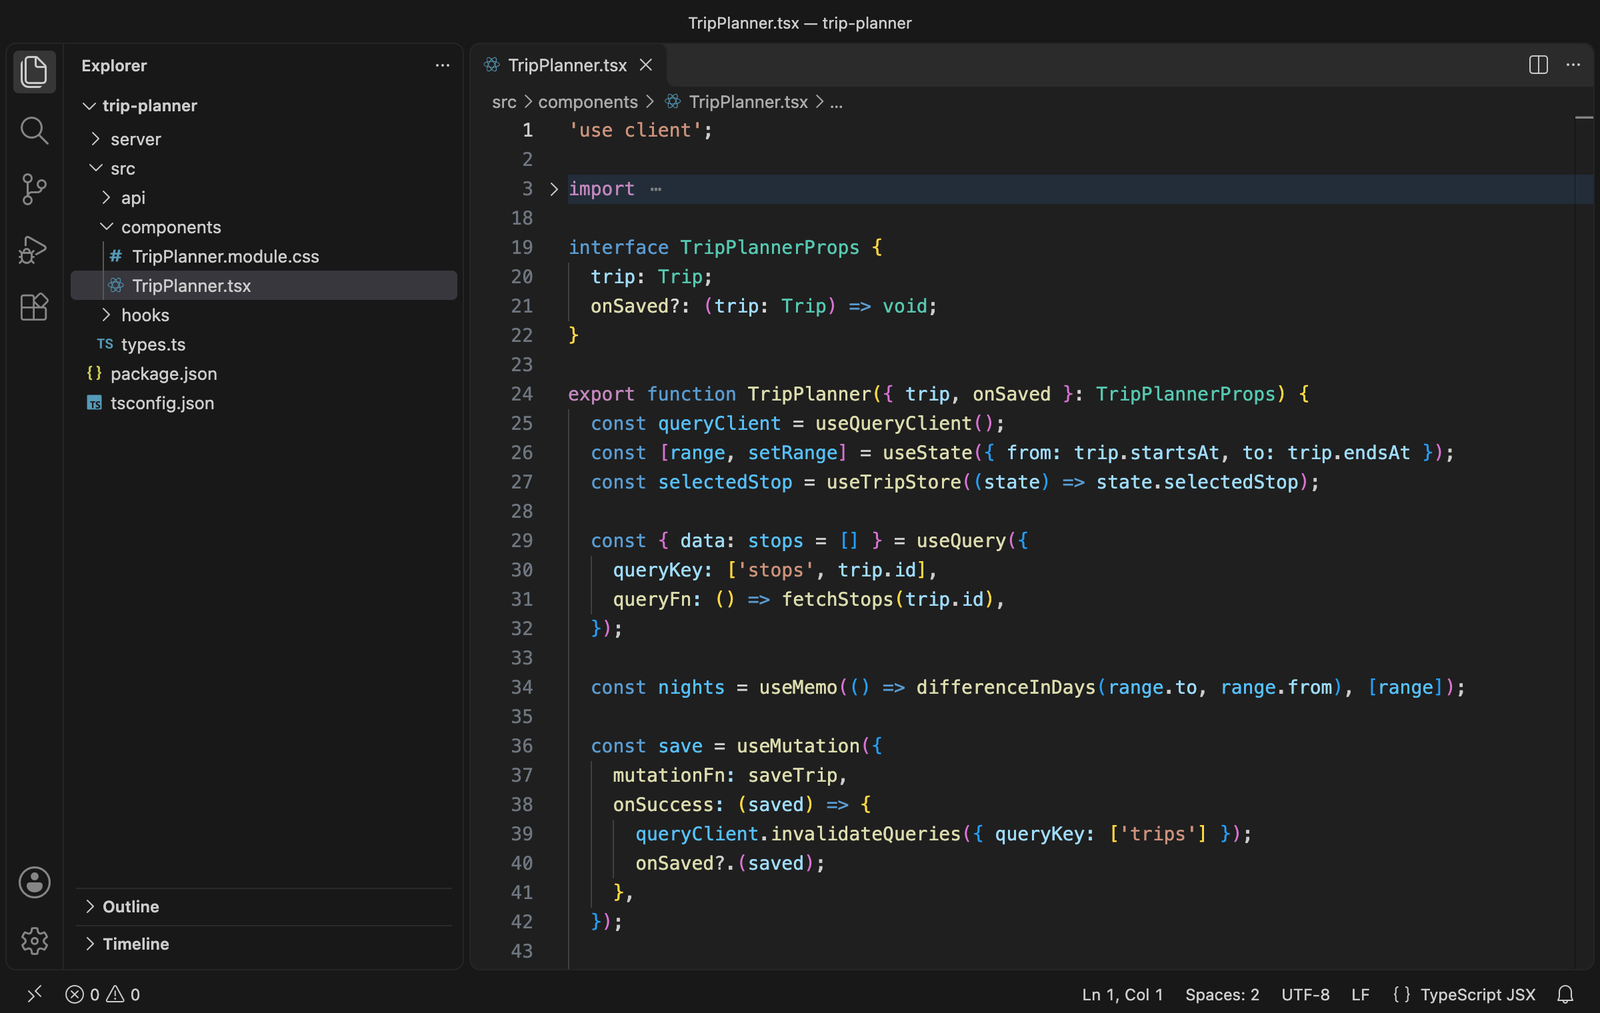 TripPlanner.tsx — trip-planner
Explorer
trip-planner
server
src
api
components
# TripPlanner.module.css
TripPlanner.tsx
hooks
TS types.ts
{} package.json
TS tsconfig.json
Outline
Timeline
TripPlanner.tsx
src > components > TripPlanner.tsx > ...
1 'use client';
2
3 import ⋯
18
19 interface TripPlannerProps {
20 trip: Trip;
21 onSaved?: (trip: Trip) => void;
22 }
23
24 export function TripPlanner({ trip, onSaved }: TripPlannerProps) {
25 const queryClient = useQueryClient();
26 const [range, setRange] = useState({ from: trip.startsAt, to: trip.endsAt });
27 const selectedStop = useTripStore((state) => state.selectedStop);
28
29 const { data: stops = [] } = useQuery({
30 queryKey: ['stops', trip.id],
31 queryFn: () => fetchStops(trip.id),
32 });
33
34 const nights = useMemo(() => differenceInDays(range.to, range.from), [range]);
35
36 const save = useMutation({
37 mutationFn: saveTrip,
38 onSuccess: (saved) => {
39 queryClient.invalidateQueries({ queryKey: ['trips'] });
40 onSaved?.(saved);
41 },
42 });
43
0 0
Ln 1, Col 1 Spaces: 2 UTF-8 LF {} TypeScript JSX